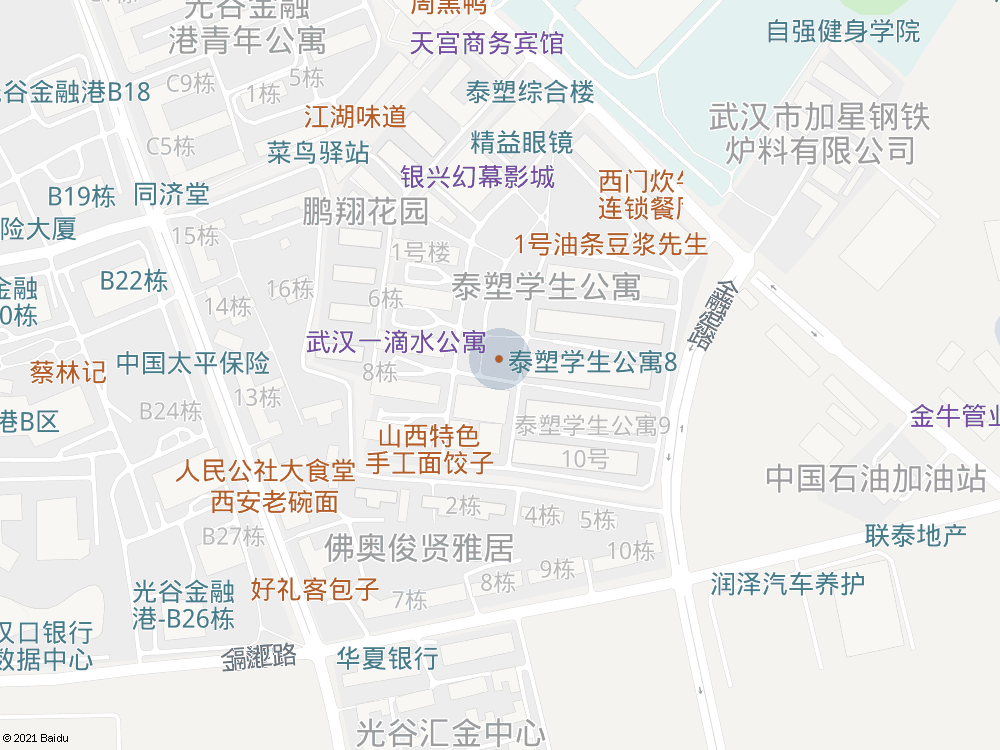 光谷金融
港青年公寓
周黑鸭
天宫商务宾馆
自强健身学院
C9栋
5栋
1栋
谷金融港B18
泰塑综合楼
江湖味道
武汉市加星钢铁
炉料有限公司
C5栋
菜鸟驿站
精益眼镜
银兴幻幕影城
西门炊
连锁餐
B19栋
同济堂
鹏翔花园
险大厦
15栋
1号楼
1号油条豆浆先生
B22栋
16栋
泰塑学生公寓
金融
0栋
14栋
6栋
武汉一滴水公寓
泰塑学生公寓8
中国太平保险
蔡林记
8栋
13栋
B24栋
港B区
泰塑学生公寓9
金牛管业
山西特色
手工面饺子
10号
人民公社大食堂
西安老碗面
中国石油加油站
2栋
4栋
5栋
B27栋
佛奥俊贤雅居
10栋
联泰地产
9栋
8栋
润泽汽车养护
光谷金融
港-B26栋
好礼客包子
7栋
汉口银行
数据中心
华夏银行
光谷汇金中心
© 2021 Baidu